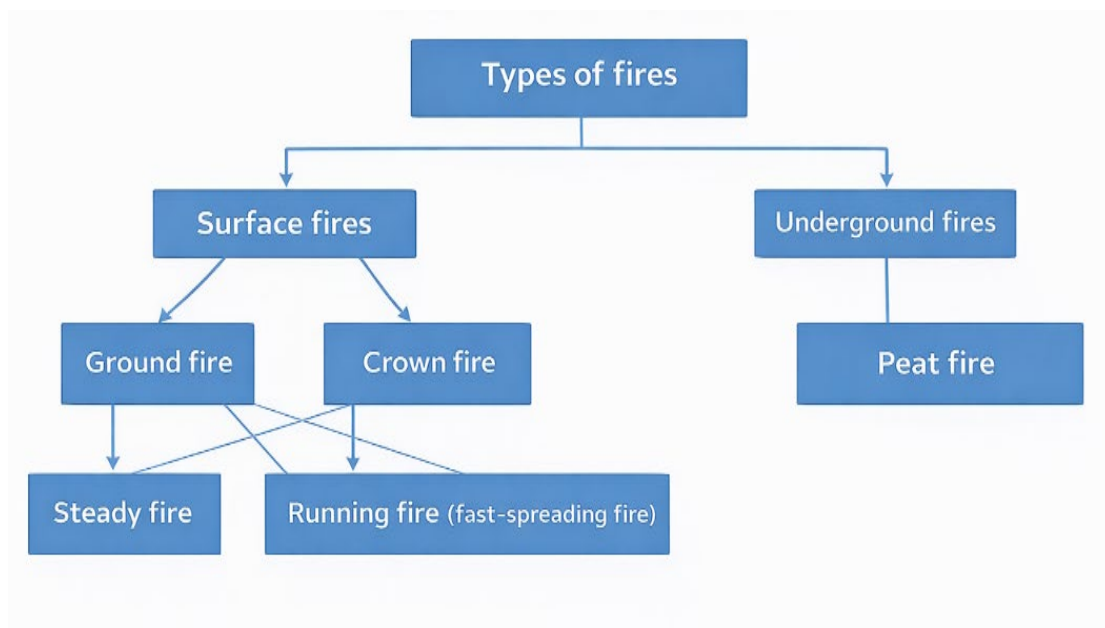 Types of fires
Surface fires
Underground fires
Ground fire
Crown fire
Peat fire
Steady fire
Running fire (fast-spreading fire)